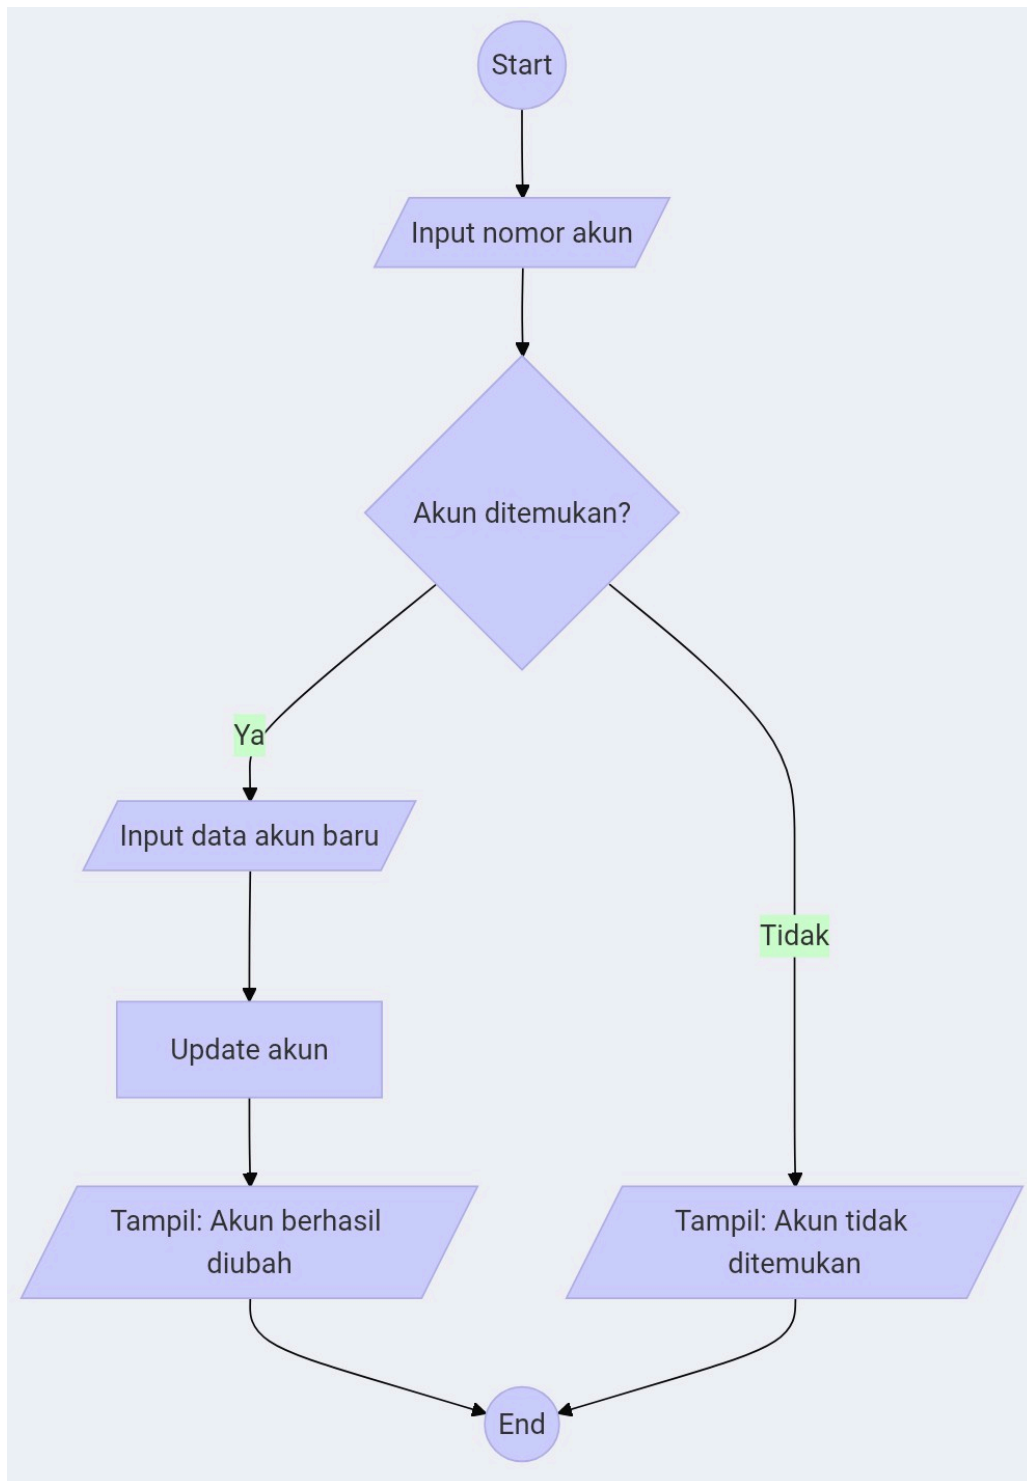 Start
Input nomor akun
Akun ditemukan?
Ya
Input data akun baru
Tidak
Update akun
Tampil: Akun berhasil
diubah
Tampil: Akun tidak
ditemukan
End